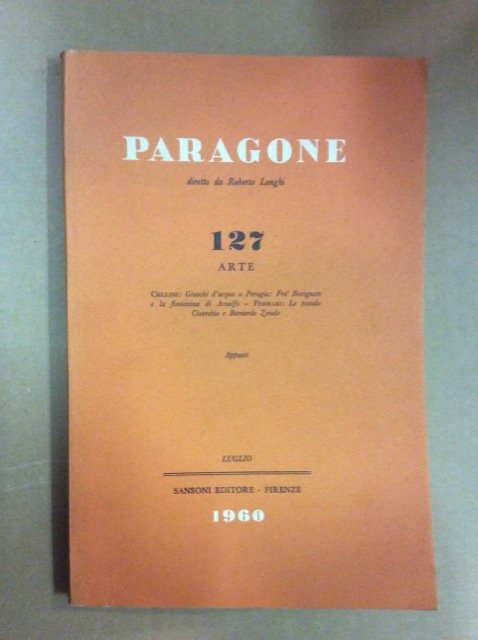 PARAGONE
diretto da Roberto Longhi
127
ARTE
CELLINI: Giuochi d'acqua a Perugia: Fra' Bevignate
e la fontanina di Arnolfo - FERRARI: Lo pseudo
Civerchio e Bernardo Zenale
Appunti
LUGLIO
SANSONI EDITORE - FIRENZE
1960